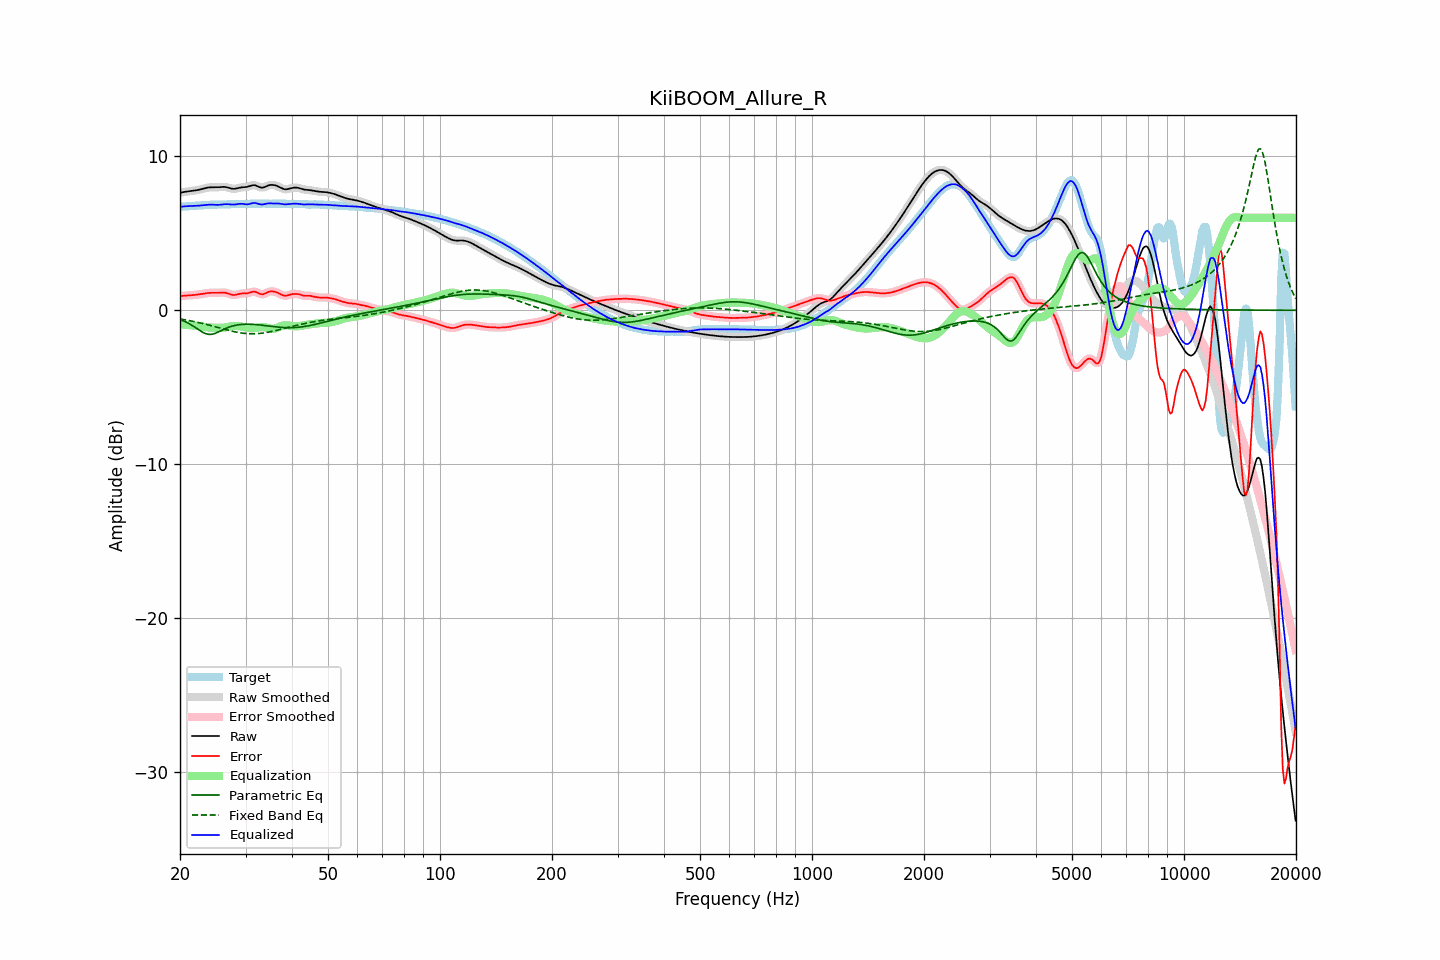 KiiBOOM_Allure_R
10
0
−10
−20
−30
Amplitude (dBr)
Target
Raw Smoothed
Error Smoothed
Raw
Error
Equalization
Parametric Eq
Fixed Band Eq
Equalized
20 50 100 200 500 1000 2000 5000 10000 20000
Frequency (Hz)